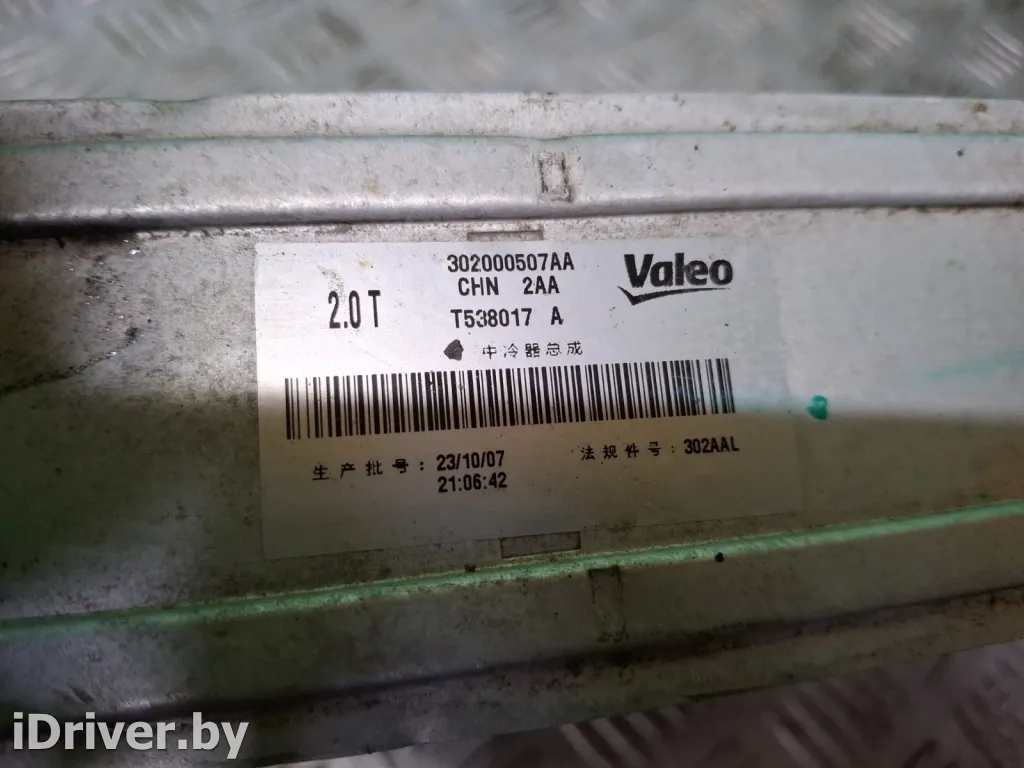 302000507AA
CHN 2AA
T538017 A
Valeo
2.0T
中冷器总成
生产批号: 23/10/07
21:06:42
法规件号: 302AAL
iDriver.by